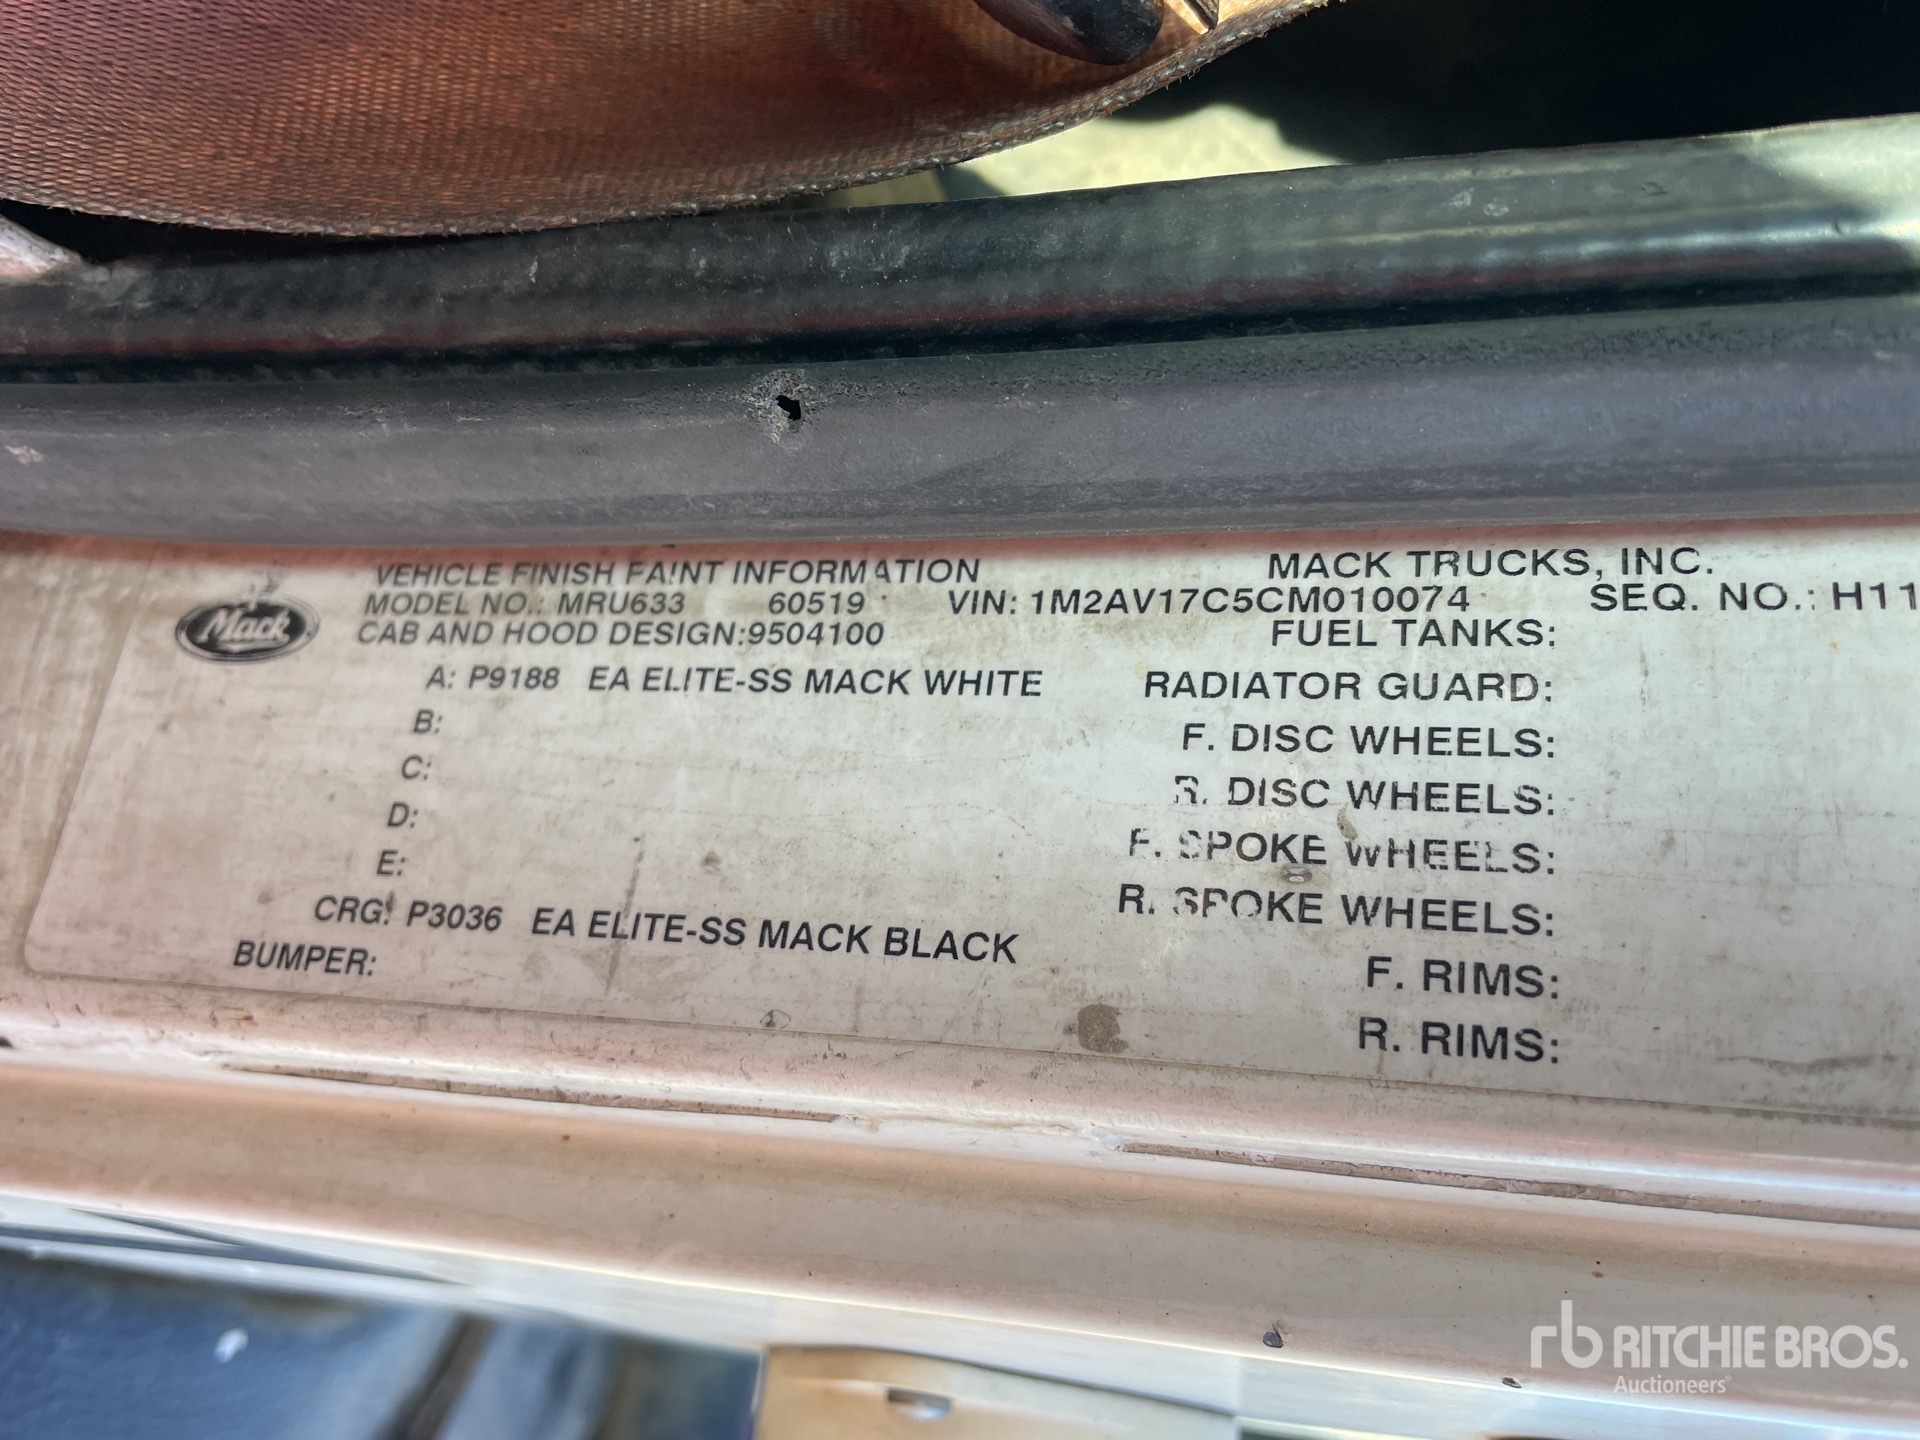 VEHICLE FINISH PAINT INFORMATION MACK TRUCKS, INC.
Mack
MODEL NO.: MRU633 60519 VIN: 1M2AV17C5CM010074 SEQ. NO.: H11
CAB AND HOOD DESIGN:9504100 FUEL TANKS:
A: P9188 EA ELITE-SS MACK WHITE RADIATOR GUARD:
B: F. DISC WHEELS:
C: R. DISC WHEELS:
D: F. SPOKE WHEELS:
E: R. SPOKE WHEELS:
CRG: P3036 EA ELITE-SS MACK BLACK F. RIMS:
BUMPER: R. RIMS:
rb RITCHIE BROS.
Auctioneers